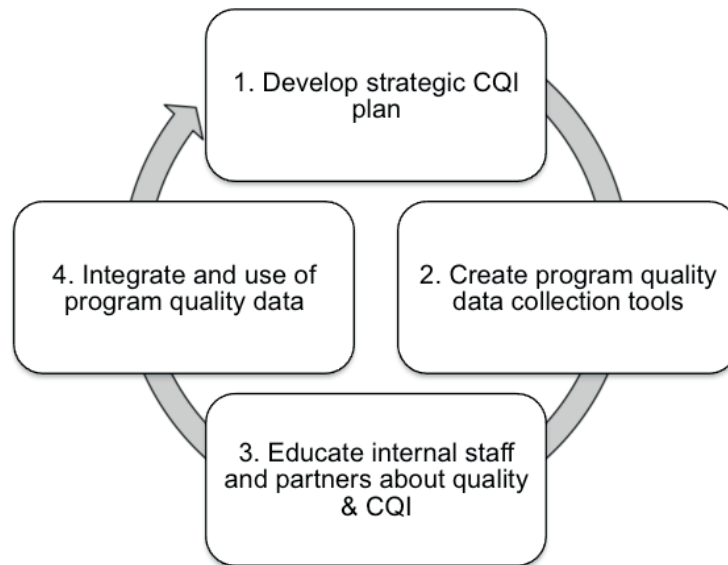 1. Develop strategic CQI
plan
2. Create program quality
data collection tools
3. Educate internal staff
and partners about quality
& CQI
4. Integrate and use of
program quality data